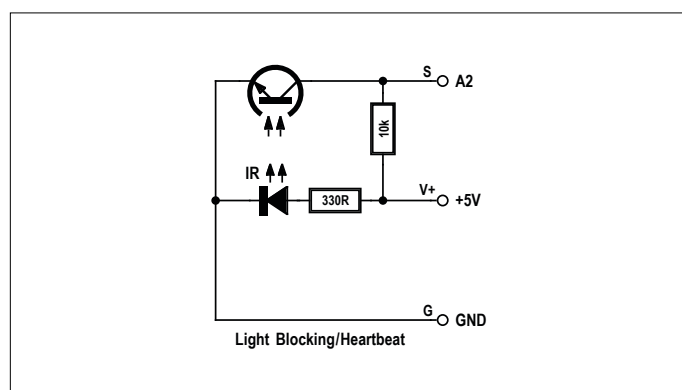 S A2
10k
IR
V+ +5V
330R
G GND
Light Blocking/Heartbeat